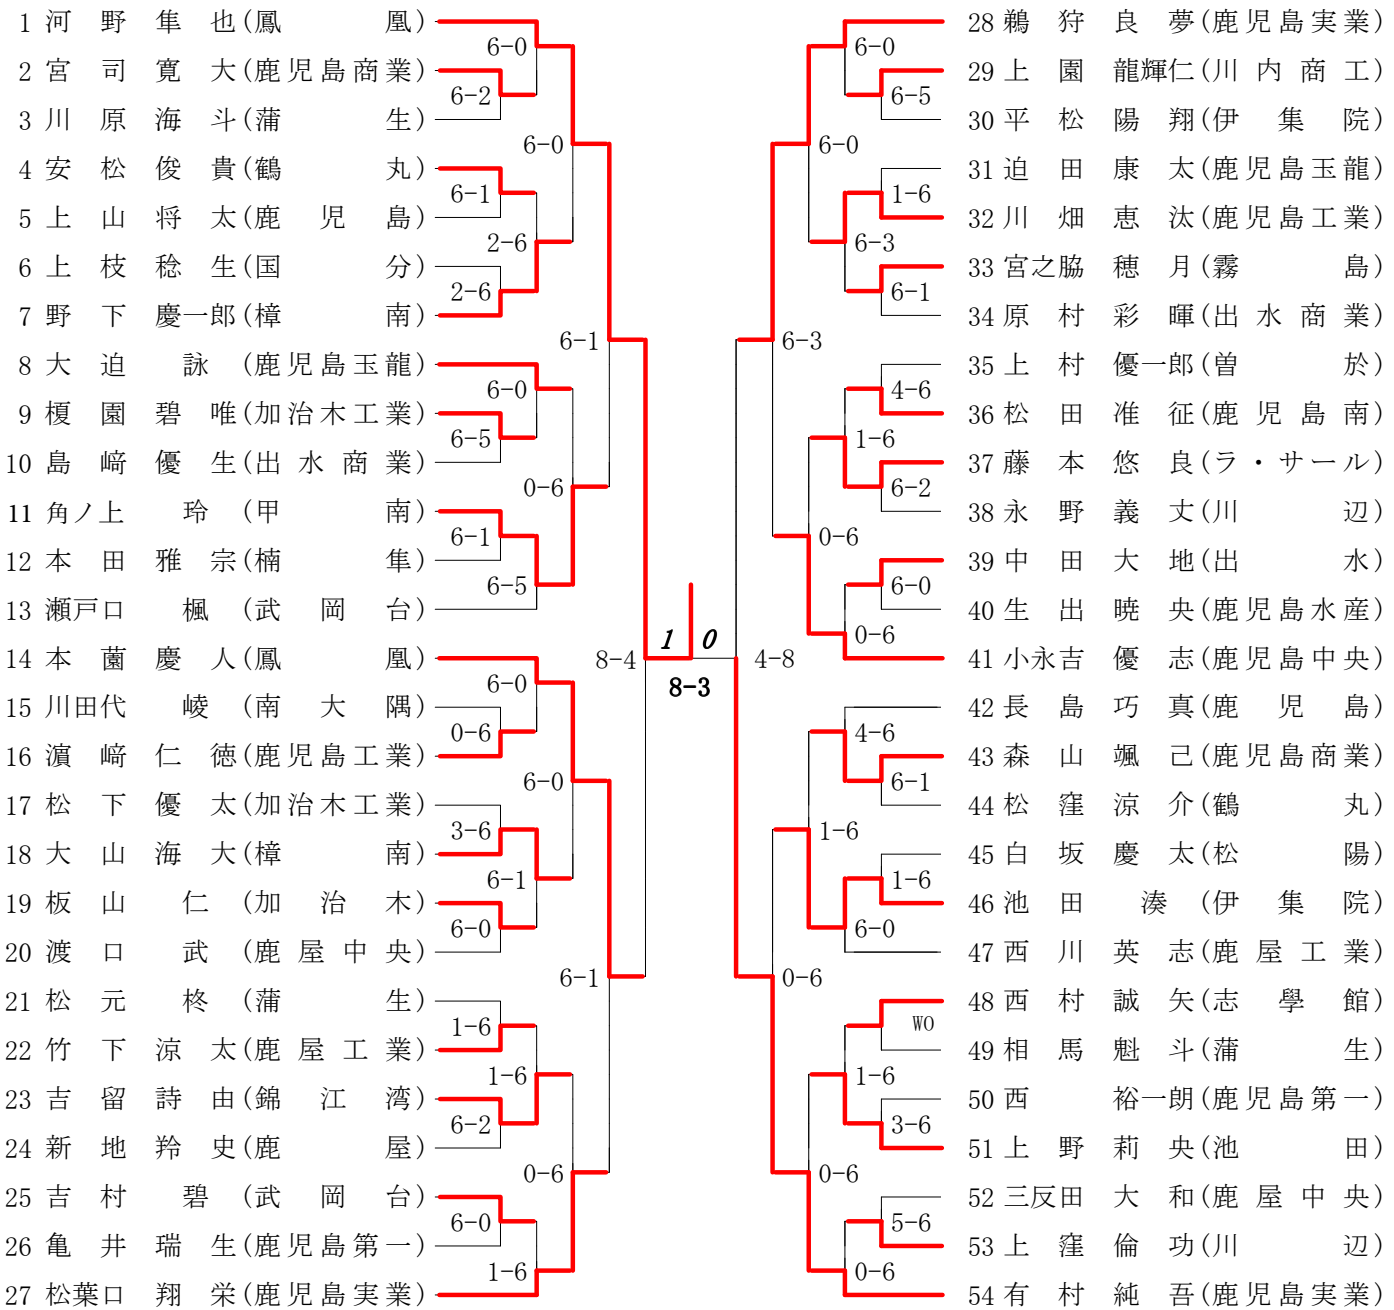 1 河野隼也(鳳凰)
6-0
2 宮司寛大(鹿児島商業)
6-2
3 川原海斗(蒲生)
6-0
4 安松俊貴(鶴丸)
6-1
5 上山将太(鹿児島)
2-6
6 上枝稔生(国分)
2-6
7 野下慶一郎(樟南)
6-1
8 大迫詠(鹿児島玉龍)
6-0
9 榎園碧唯(加治木工業)
6-5
10 島﨑優生(出水商業)
0-6
11 角ノ上玲(甲南)
6-1
12 本田雅宗(楠隼)
6-5
13 瀬戸口楓(武岡台)
8-4
14 本薗慶人(鳳凰)
6-0
15 川田代崚(南大隅)
0-6
16 濵﨑仁徳(鹿児島工業)
6-0
17 松下優太(加治木工業)
3-6
18 大山海大(樟南)
6-1
19 板山仁(加治木)
6-0
20 渡口武(鹿屋中央)
6-1
21 松元柊(蒲生)
1-6
22 竹下涼太(鹿屋工業)
1-6
23 吉留詩由(錦江湾)
6-2
24 新地羚史(鹿屋)
0-6
25 吉村碧(武岡台)
6-0
26 亀井瑞生(鹿児島第一)
1-6
27 松葉口翔栄(鹿児島実業)
1 0
8-3
28 鵜狩良夢(鹿児島実業)
6-0
29 上園龍輝仁(川内商工)
6-5
30 平松陽翔(伊集院)
6-0
31 迫田康太(鹿児島玉龍)
1-6
32 川畑恵汰(鹿児島工業)
6-3
33 宮之脇穂月(霧島)
6-1
34 原村彩暉(出水商業)
6-3
35 上村優一郎(曽於)
4-6
36 松田准征(鹿児島南)
1-6
37 藤本悠良(ラ・サール)
6-2
38 永野義丈(川辺)
0-6
39 中田大地(出水)
6-0
40 生出暁央(鹿児島水産)
0-6
41 小永吉優志(鹿児島中央)
4-8
42 長島巧真(鹿児島)
4-6
43 森山颯己(鹿児島商業)
6-1
44 松窪涼介(鶴丸)
1-6
45 白坂慶太(松陽)
1-6
46 池田湊(伊集院)
6-0
47 西川英志(鹿屋工業)
0-6
48 西村誠矢(志學館)
WO
49 相馬魁斗(蒲生)
1-6
50 西裕一朗(鹿児島第一)
3-6
51 上野莉央(池田)
0-6
52 三反田大和(鹿屋中央)
5-6
53 上窪倫功(川辺)
0-6
54 有村純吾(鹿児島実業)